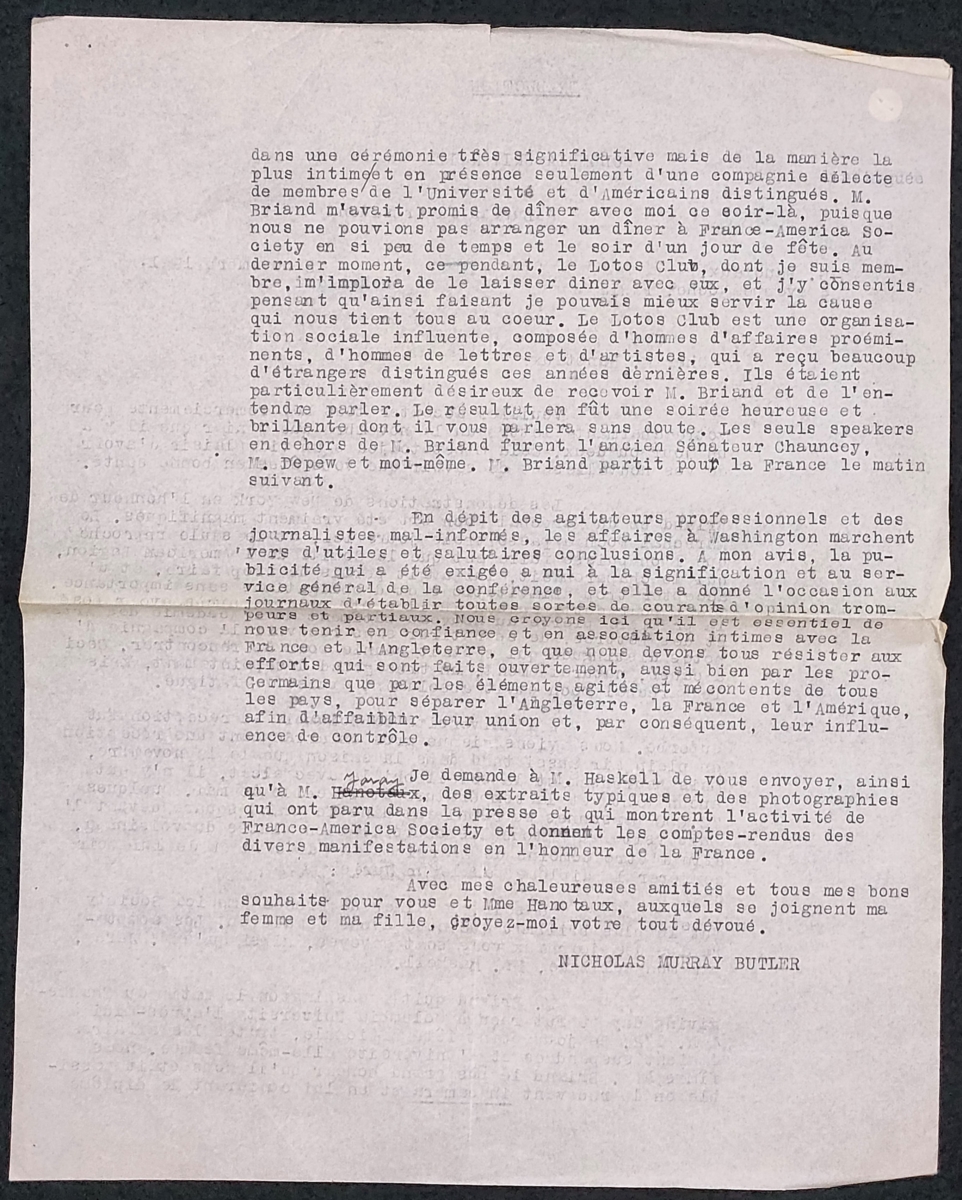 dans une cérémonie très significative mais de la manière la
plus intime et en présence seulement d'une compagnie sélecte
de membres de l'Université et d'Américains distingués. M.
Briand m'avait promis de dîner avec moi ce soir-là, puisque
nous ne pouvions pas arranger un dîner à France-America So-
ciety en si peu de temps et le soir d'un jour de fête. Au
dernier moment, ce pendant, le Lotos Club, dont je suis mem-
bre, m'implora de le laisser diner avec eux, et j'y consentis
pensant qu'ainsi faisant je pouvais mieux servir la cause
qui nous tient tous au coeur. Le Lotos Club est une organisa-
tion sociale influente, composée d'hommes d'affaires proémi-
nents, d'hommes de lettres et d'artistes, qui a reçu beaucoup
d'étrangers distingués ces années dernières. Ils étaient
particulièrement désireux de recevoir M. Briand et de l'en-
tendre parler. Le résultat en fût une soirée heureuse et
brillante dont il vous parlera sans doute. Les seuls speakers
en dehors de M. Briand furent l'ancien Sénateur Chauncey,
M. Depew et moi-même. M. Briand partit pour la France le matin
suivant.
En dépit des agitateurs professionnels et des
journalistes mal-informés, les affaires à Washington marchent
vers d'utiles et salutaires conclusions. A mon avis, la pu-
blicité qui a été exigée a nui à la signification et au ser-
vice général de la conférence, et elle a donné l'occasion aux
journaux d'établir toutes sortes de courants d'opinion trom-
peurs et partiaux. Nous croyons ici qu'il est essentiel de
nous tenir en confiance et en association intimes avec la
France et l'Angleterre, et que nous devons tous résister aux
efforts qui sont faits ouvertement, aussi bien par les pro-
Germains que par les éléments agités et mécontents de tous
les pays, pour séparer l'Angleterre, la France et l'Amérique,
afin d'affaiblir leur union et, par conséquent, leur influ-
ence de contrôle.
Jaray Je demande à M. Haskell de vous envoyer, ainsi
qu'à M. Hanotaux, des extraits typiques et des photographies
qui ont paru dans la presse et qui montrent l'activité de
France-America Society et donnent les comptes-rendus des
divers manifestations en l'honneur de la France.
Avec mes chaleureuses amitiés et tous mes bons
souhaits pour vous et Mme Hanotaux, auxquels se joignent ma
femme et ma fille, croyez-moi votre tout dévoué.
NICHOLAS MURRAY BUTLER